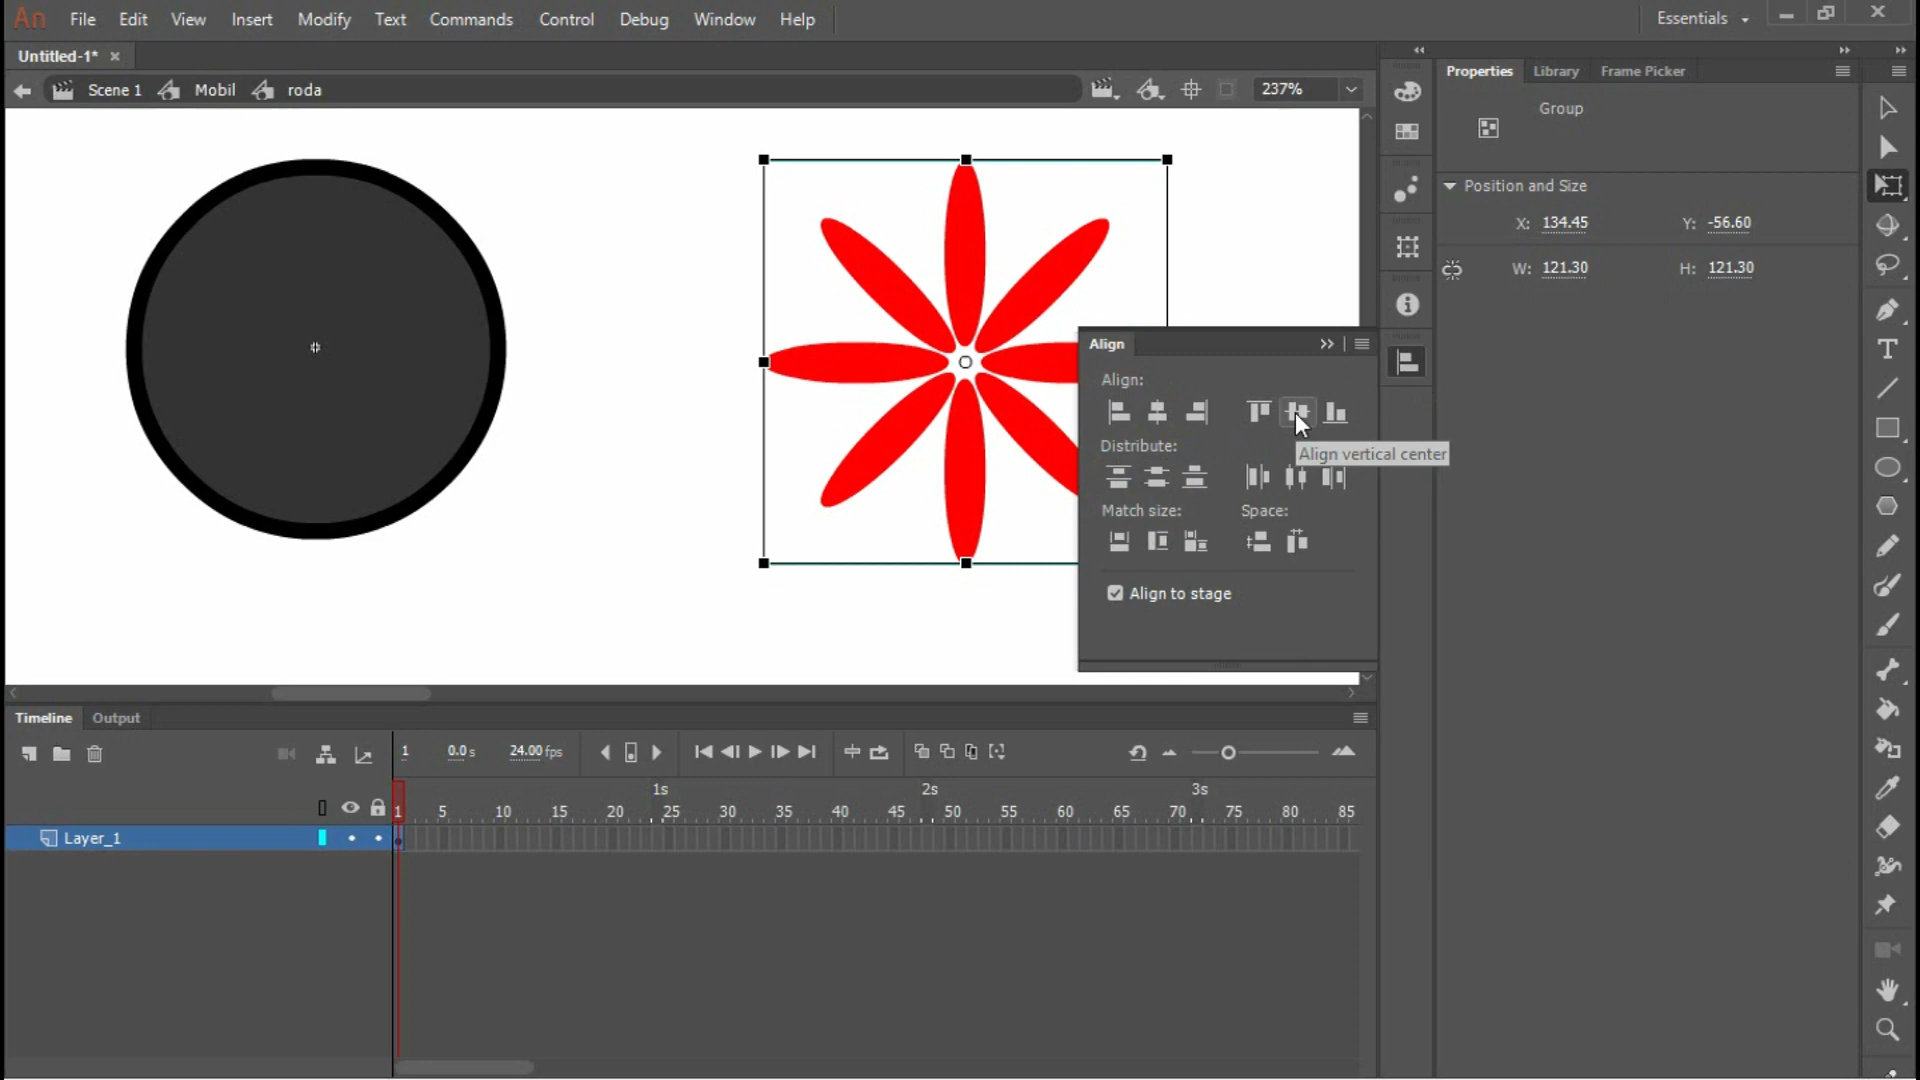 An File Edit View Insert Modify Text Commands Control Debug Window Help Essentials
Untitled-1*
Scene 1 Mobil roda 237%
Properties Library Frame Picker
Group
Position and Size
X: 134.45 Y: -56.60
W: 121.30 H: 121.30
Align
Align:
Distribute:
Align vertical center
Match size: Space:
Align to stage
Timeline Output
1 0.0 s 24.00 fps
1s 2s 3s
1 5 10 15 20 25 30 35 40 45 50 55 60 65 70 75 80 85
Layer_1